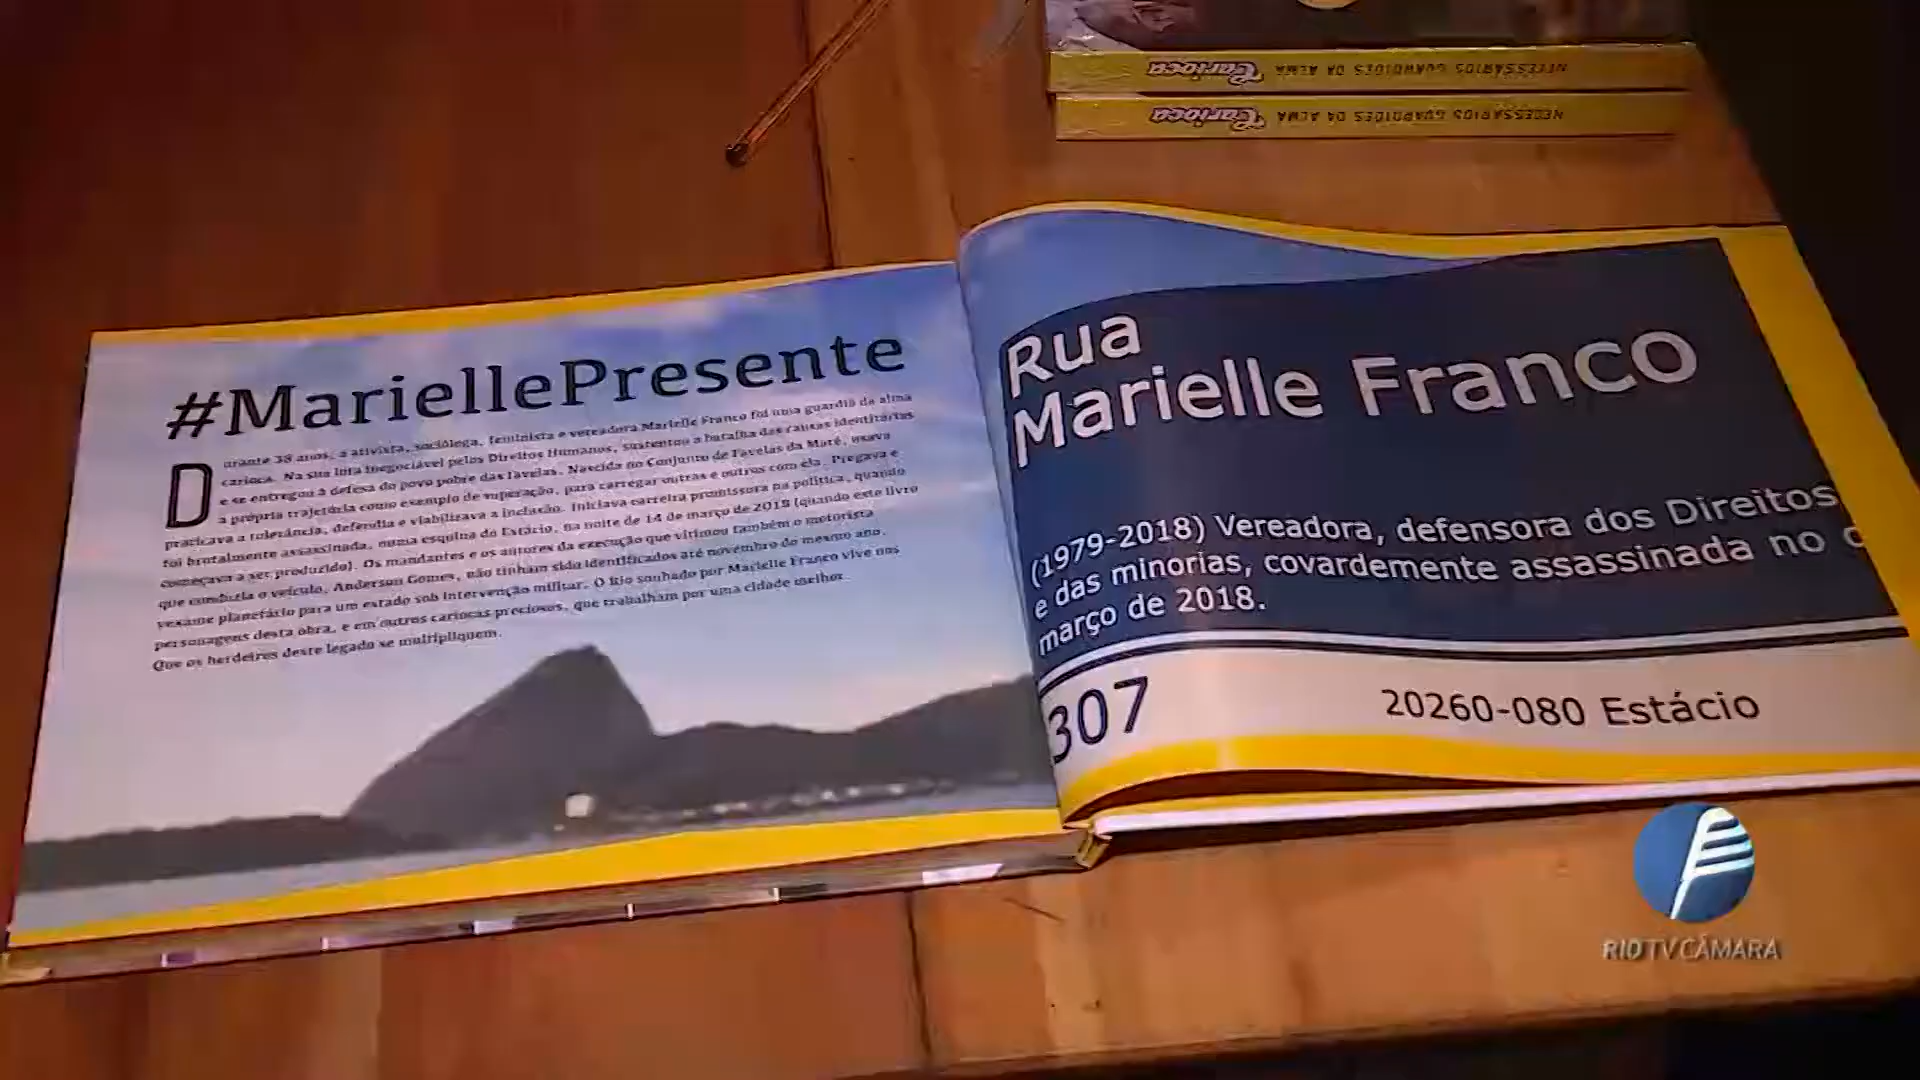 NECESSÁRIOS GUARDIÕES DA ALMA Carioca
NECESSÁRIOS GUARDIÕES DA ALMA Carioca
#MariellePresente
Durante 38 anos, a ativista, socióloga, feminista e vereadora Marielle Franco foi uma guardiã da alma
carioca. Na sua luta inegociável pelos Direitos Humanos, sustentou a batalha das causas identitárias
e se entregou à defesa do povo pobre das favelas. Nascida no Conjunto de Favelas da Maré, usava
a própria trajetória como exemplo de superação, para carregar outras e outros com ela. Pregava e
praticava a tolerância, defendia e viabilizava a inclusão. Iniciava carreira promissora na política, quando
foi brutalmente assassinada, numa esquina do Estácio, na noite de 14 de março de 2018 (quando este livro
começava a ser produzido). Os mandantes e os autores da execução que vitimou também o motorista
que conduzia o veículo, Anderson Gomes, não tinham sido identificados até novembro do mesmo ano,
vexame planetário para um estado sob intervenção militar. O Rio sonhado por Marielle Franco vive nos
personagens desta obra, e em outros cariocas preciosos, que trabalham por uma cidade melhor.
Que os herdeiros deste legado se multipliquem.
Rua
Marielle Franco
(1979-2018) Vereadora, defensora dos Direitos
e das minorias, covardemente assassinada no
março de 2018.
307
20260-080 Estácio
RIO TV CÂMARA